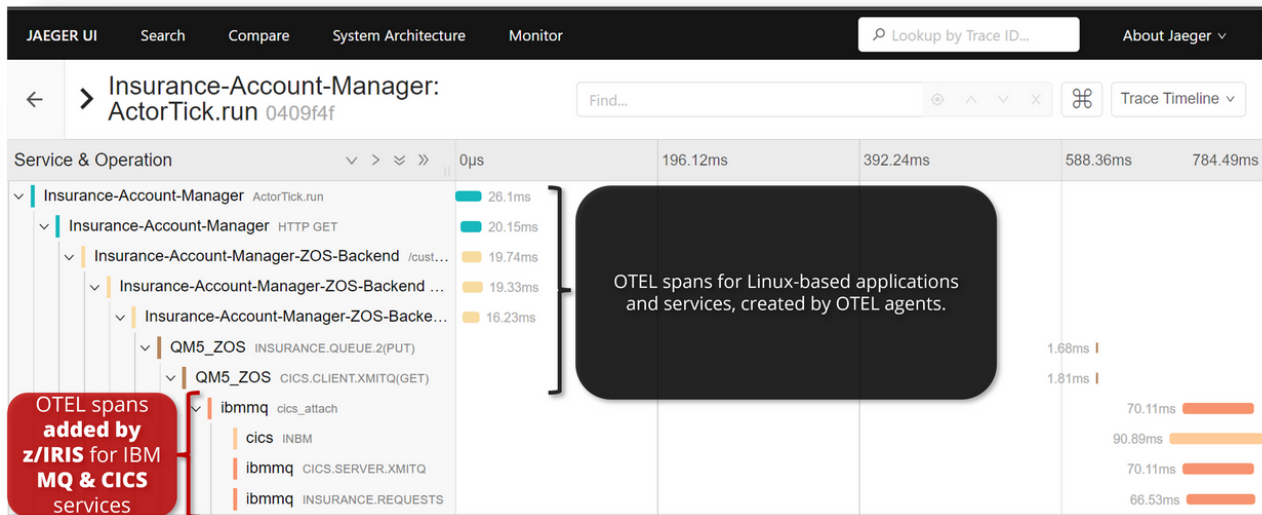 JAEGER UI Search Compare System Architecture Monitor Lookup by Trace ID... About Jaeger
Insurance-Account-Manager:
ActorTick.run 0409f4f
Find...
Trace Timeline
Service & Operation 0μs 196.12ms 392.24ms 588.36ms 784.49ms
Insurance-Account-Manager ActorTick.run 26.1ms
Insurance-Account-Manager HTTP GET 20.15ms
Insurance-Account-Manager-ZOS-Backend /cust... 19.74ms
Insurance-Account-Manager-ZOS-Backend ... 19.33ms
Insurance-Account-Manager-ZOS-Backe... 16.23ms
QM5_ZOS INSURANCE.QUEUE.2(PUT) 1.68ms
QM5_ZOS CICS.CLIENT.XMITQ(GET) 1.81ms
ibmmq cics_attach 70.11ms
cics INBM 90.89ms
ibmmq CICS.SERVER.XMITQ 70.11ms
ibmmq INSURANCE.REQUESTS 66.53ms
OTEL spans for Linux-based applications
and services, created by OTEL agents.
OTEL spans
added by
z/IRIS for IBM
MQ & CICS
services